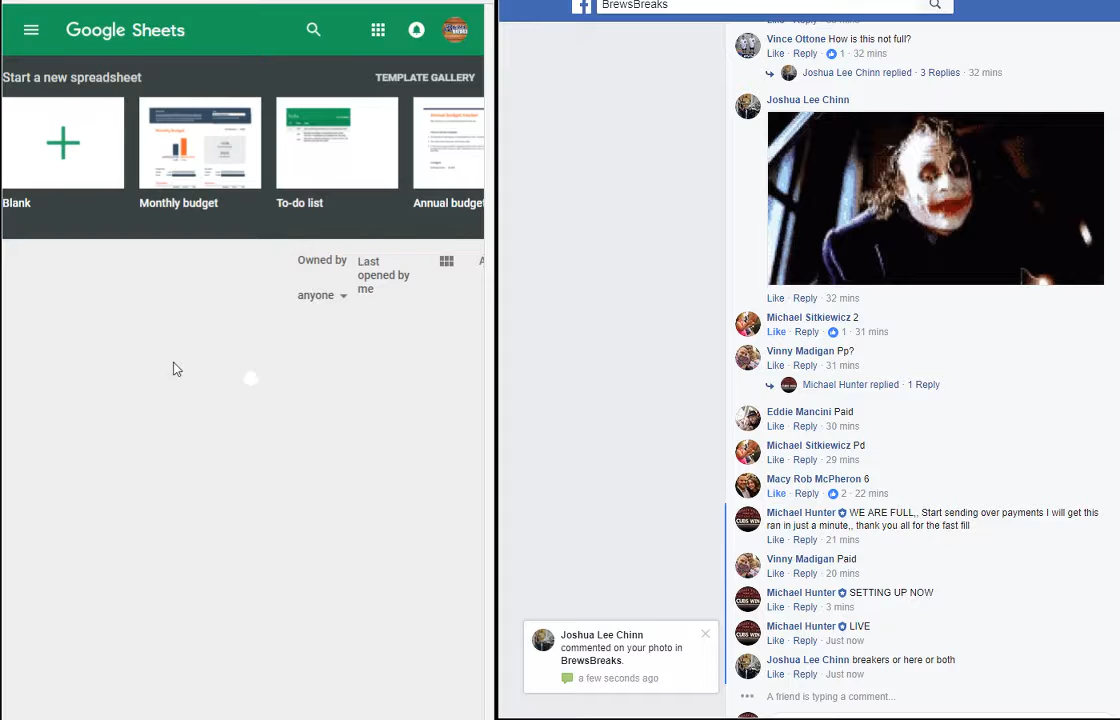 Google Sheets
Start a new spreadsheet
TEMPLATE GALLERY
Blank
Monthly budget
To-do list
Annual budget
Owned by
anyone
Last
opened by
me
BrewsBreaks
Vince Ottone How is this not full?
Like · Reply · 1 · 32 mins
Joshua Lee Chinn replied · 3 Replies · 32 mins
Joshua Lee Chinn
Like · Reply · 32 mins
Michael Sitkiewicz 2
Like · Reply · 1 · 31 mins
Vinny Madigan Pp?
Like · Reply · 31 mins
Michael Hunter replied · 1 Reply
Eddie Mancini Paid
Like · Reply · 30 mins
Michael Sitkiewicz Pd
Like · Reply · 29 mins
Macy Rob McPheron 6
Like · Reply · 2 · 22 mins
Michael Hunter WE ARE FULL,, Start sending over payments I will get this
ran in just a minute,, thank you all for the fast fill
Like · Reply · 21 mins
Vinny Madigan Paid
Like · Reply · 20 mins
Michael Hunter SETTING UP NOW
Like · Reply · 3 mins
Michael Hunter LIVE
Like · Reply · Just now
Joshua Lee Chinn breakers or here or both
Like · Reply · Just now
A friend is typing a comment...
Joshua Lee Chinn
commented on your photo in
BrewsBreaks.
a few seconds ago